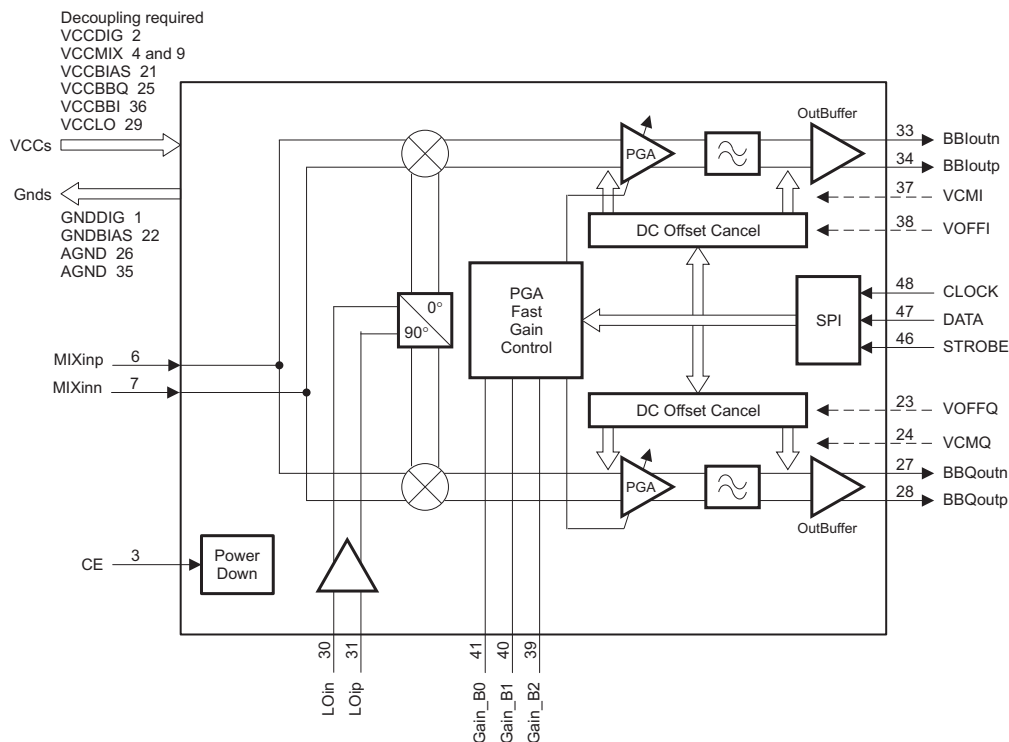 Decoupling required
VCCDIG 2
VCCMIX 4 and 9
VCCBIAS 21
VCCBBQ 25
VCCBBI 36
VCCLO 29
VCCs
Gnds
GNDDIG 1
GNDBIAS 22
AGND 26
AGND 35
MIXinp 6
MIXinn 7
CE 3
Power
Down
0°
90°
PGA
Fast
Gain
Control
PGA
OutBuffer
DC Offset Cancel
SPI
DC Offset Cancel
PGA
OutBuffer
33 BBIoutn
34 BBIoutp
37 VCMI
38 VOFFI
48 CLOCK
47 DATA
46 STROBE
23 VOFFQ
24 VCMQ
27 BBQoutn
28 BBQoutp
30 LOin
31 LOip
41 Gain_B0
40 Gain_B1
39 Gain_B2